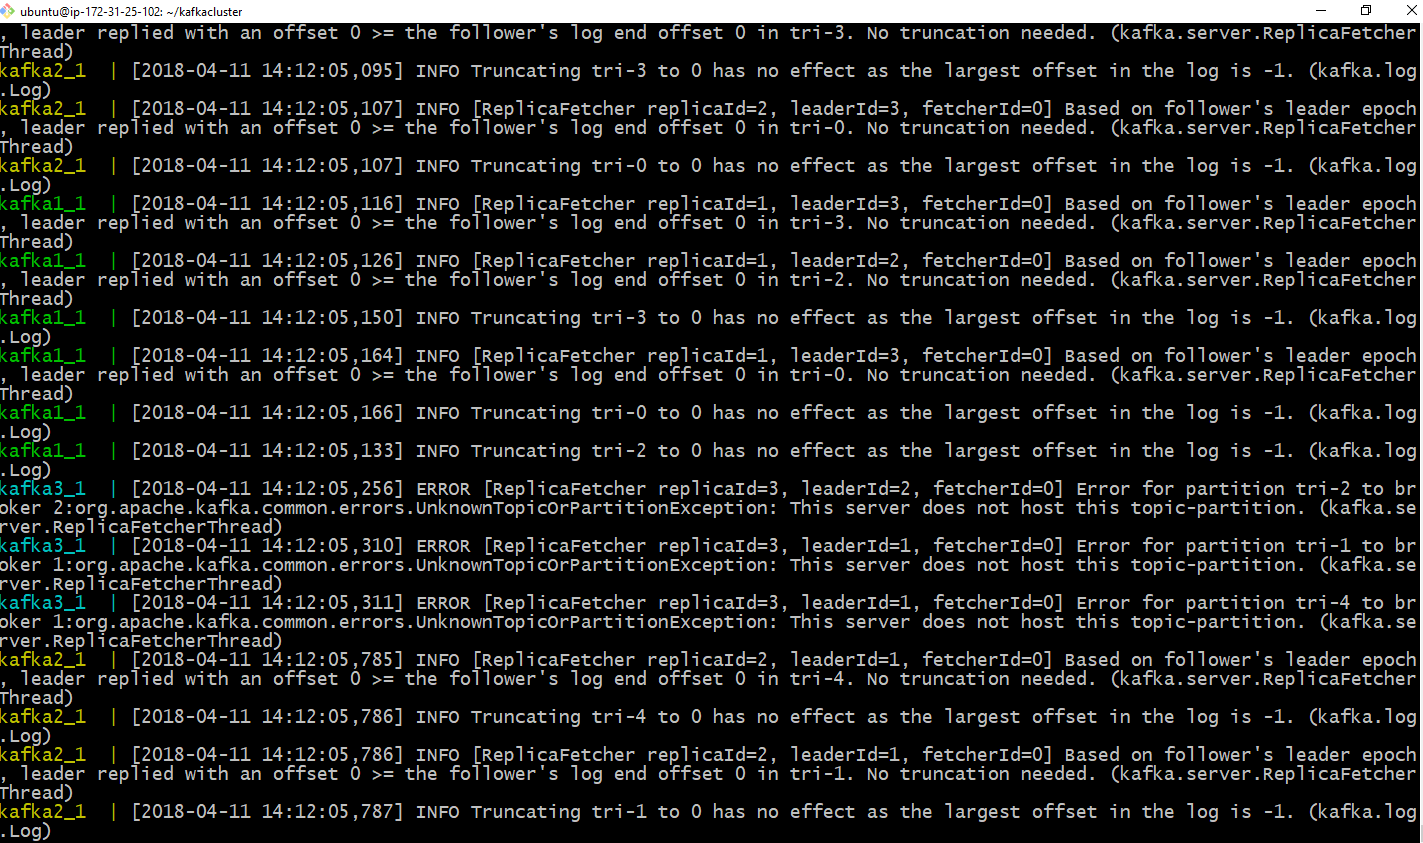 ubuntu@ip-172-31-25-102: ~/kafkacluster
, leader replied with an offset 0 >= the follower's log end offset 0 in tri-3. No truncation needed. (kafka.server.ReplicaFetcher
Thread)
kafka2_1  | [2018-04-11 14:12:05,095] INFO Truncating tri-3 to 0 has no effect as the largest offset in the log is -1. (kafka.log
.Log)
kafka2_1  | [2018-04-11 14:12:05,107] INFO [ReplicaFetcher replicaId=2, leaderId=3, fetcherId=0] Based on follower's leader epoch
, leader replied with an offset 0 >= the follower's log end offset 0 in tri-0. No truncation needed. (kafka.server.ReplicaFetcher
Thread)
kafka2_1  | [2018-04-11 14:12:05,107] INFO Truncating tri-0 to 0 has no effect as the largest offset in the log is -1. (kafka.log
.Log)
kafka1_1  | [2018-04-11 14:12:05,116] INFO [ReplicaFetcher replicaId=1, leaderId=3, fetcherId=0] Based on follower's leader epoch
, leader replied with an offset 0 >= the follower's log end offset 0 in tri-3. No truncation needed. (kafka.server.ReplicaFetcher
Thread)
kafka1_1  | [2018-04-11 14:12:05,126] INFO [ReplicaFetcher replicaId=1, leaderId=2, fetcherId=0] Based on follower's leader epoch
, leader replied with an offset 0 >= the follower's log end offset 0 in tri-2. No truncation needed. (kafka.server.ReplicaFetcher
Thread)
kafka1_1  | [2018-04-11 14:12:05,150] INFO Truncating tri-3 to 0 has no effect as the largest offset in the log is -1. (kafka.log
.Log)
kafka1_1  | [2018-04-11 14:12:05,164] INFO [ReplicaFetcher replicaId=1, leaderId=3, fetcherId=0] Based on follower's leader epoch
, leader replied with an offset 0 >= the follower's log end offset 0 in tri-0. No truncation needed. (kafka.server.ReplicaFetcher
Thread)
kafka1_1  | [2018-04-11 14:12:05,166] INFO Truncating tri-0 to 0 has no effect as the largest offset in the log is -1. (kafka.log
.Log)
kafka1_1  | [2018-04-11 14:12:05,133] INFO Truncating tri-2 to 0 has no effect as the largest offset in the log is -1. (kafka.log
.Log)
kafka3_1  | [2018-04-11 14:12:05,256] ERROR [ReplicaFetcher replicaId=3, leaderId=2, fetcherId=0] Error for partition tri-2 to br
oker 2:org.apache.kafka.common.errors.UnknownTopicOrPartitionException: This server does not host this topic-partition. (kafka.se
rver.ReplicaFetcherThread)
kafka3_1  | [2018-04-11 14:12:05,310] ERROR [ReplicaFetcher replicaId=3, leaderId=1, fetcherId=0] Error for partition tri-1 to br
oker 1:org.apache.kafka.common.errors.UnknownTopicOrPartitionException: This server does not host this topic-partition. (kafka.se
rver.ReplicaFetcherThread)
kafka3_1  | [2018-04-11 14:12:05,311] ERROR [ReplicaFetcher replicaId=3, leaderId=1, fetcherId=0] Error for partition tri-4 to br
oker 1:org.apache.kafka.common.errors.UnknownTopicOrPartitionException: This server does not host this topic-partition. (kafka.se
rver.ReplicaFetcherThread)
kafka2_1  | [2018-04-11 14:12:05,785] INFO [ReplicaFetcher replicaId=2, leaderId=1, fetcherId=0] Based on follower's leader epoch
, leader replied with an offset 0 >= the follower's log end offset 0 in tri-4. No truncation needed. (kafka.server.ReplicaFetcher
Thread)
kafka2_1  | [2018-04-11 14:12:05,786] INFO Truncating tri-4 to 0 has no effect as the largest offset in the log is -1. (kafka.log
.Log)
kafka2_1  | [2018-04-11 14:12:05,786] INFO [ReplicaFetcher replicaId=2, leaderId=1, fetcherId=0] Based on follower's leader epoch
, leader replied with an offset 0 >= the follower's log end offset 0 in tri-1. No truncation needed. (kafka.server.ReplicaFetcher
Thread)
kafka2_1  | [2018-04-11 14:12:05,787] INFO Truncating tri-1 to 0 has no effect as the largest offset in the log is -1. (kafka.log
.Log)